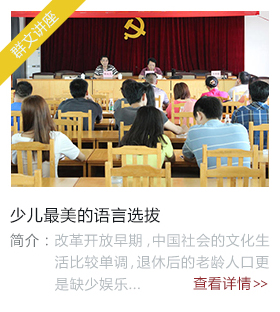 群文讲座
少儿最美的语言选拔
简介：改革开放早期,中国社会的文化生
活比较单调,退休后的老龄人口更
是缺少娱乐... 查看详情>>